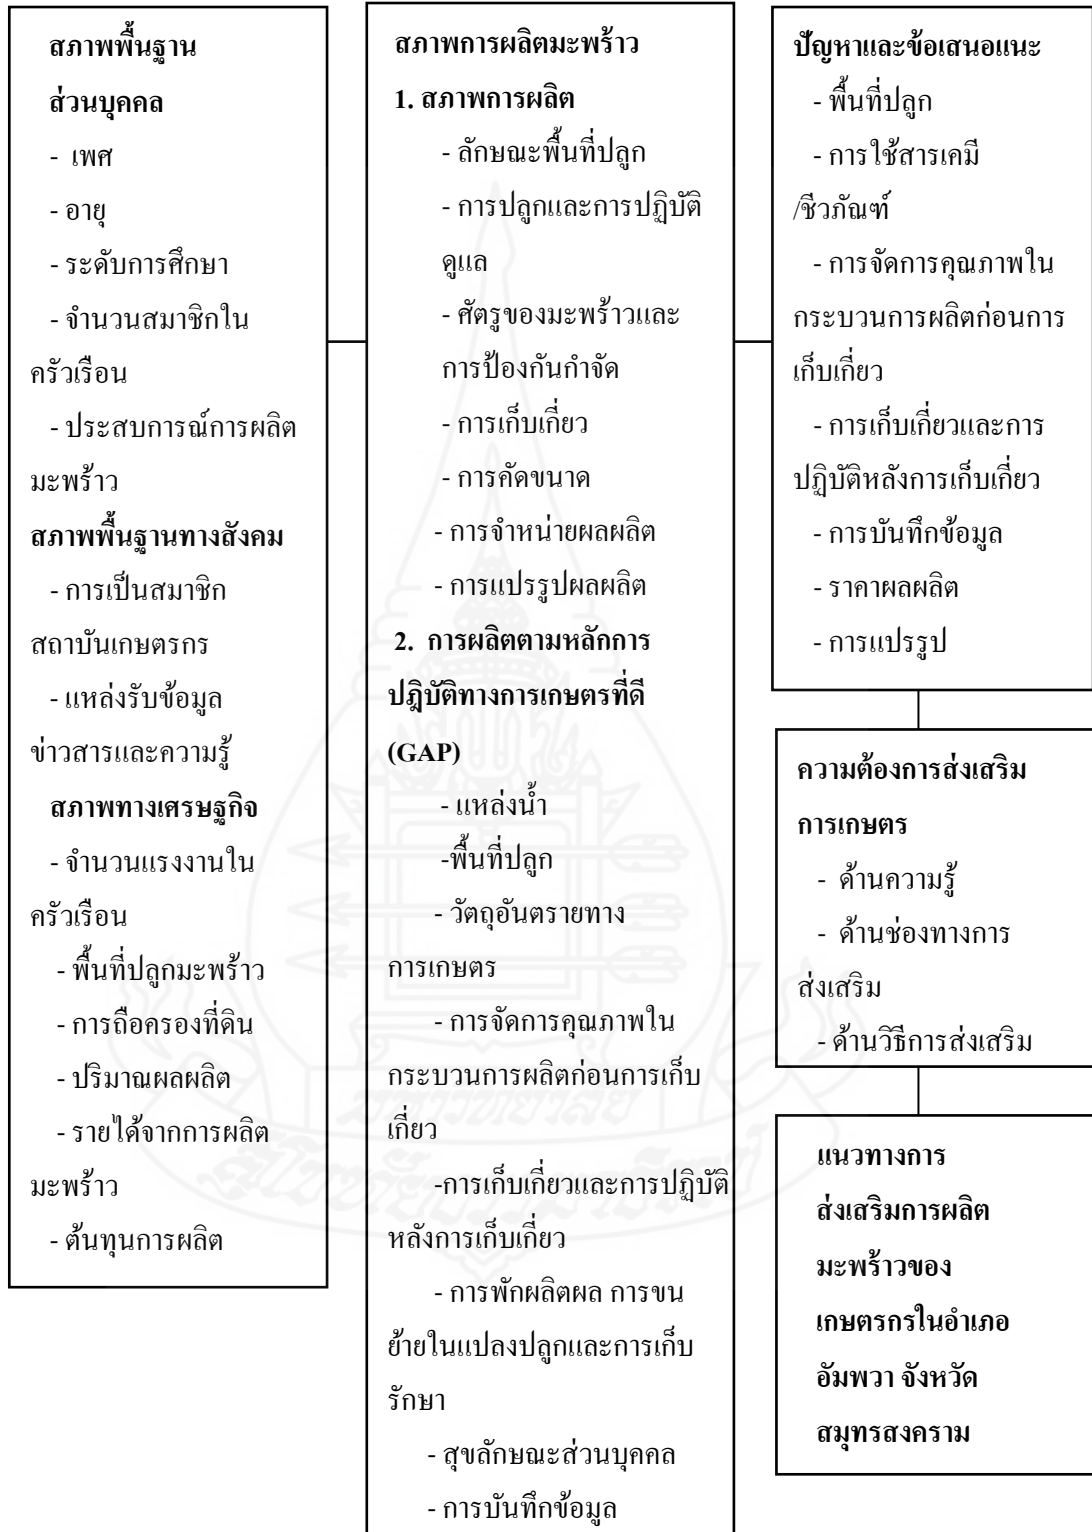 สภาพพื้นฐาน
ส่วนบุคคล
- เพศ
- อายุ
- ระดับการศึกษา
- จำนวนสมาชิกใน
ครัวเรือน
- ประสบการณ์การผลิต
มะพร้าว
สภาพพื้นฐานทางสังคม
- การเป็นสมาชิก
สถาบันเกษตรกร
- แหล่งรับข้อมูล
ข่าวสารและความรู้
สภาพทางเศรษฐกิจ
- จำนวนแรงงานใน
ครัวเรือน
- พื้นที่ปลูกมะพร้าว
- การถือครองที่ดิน
- ปริมาณผลผลิต
- รายได้จากการผลิต
มะพร้าว
- ต้นทุนการผลิต
สภาพการผลิตมะพร้าว
1. สภาพการผลิต
- ลักษณะพื้นที่ปลูก
- การปลูกและการปฏิบัติ
ดูแล
- ศัตรูของมะพร้าวและ
การป้องกันกำจัด
- การเก็บเกี่ยว
- การคัดขนาด
- การจำหน่ายผลผลิต
- การแปรรูปผลผลิต
2. การผลิตตามหลักการ
ปฎิบัติทางการเกษตรที่ดี
(GAP)
- แหล่งน้ำ
-พื้นที่ปลูก
- วัตถุอันตรายทาง
การเกษตร
- การจัดการคุณภาพใน
กระบวนการผลิตก่อนการเก็บ
เกี่ยว
-การเก็บเกี่ยวและการปฏิบัติ
หลังการเก็บเกี่ยว
- การพักผลิตผล การขน
ย้ายในแปลงปลูกและการเก็บ
รักษา
- สุขลักษณะส่วนบุคคล
- การบันทึกข้อมูล
ปัญหาและข้อเสนอแนะ
- พื้นที่ปลูก
- การใช้สารเคมี
/ชีวภัณฑ์
- การจัดการคุณภาพใน
กระบวนการผลิตก่อนการ
เก็บเกี่ยว
- การเก็บเกี่ยวและการ
ปฏิบัติหลังการเก็บเกี่ยว
- การบันทึกข้อมูล
- ราคาผลผลิต
- การแปรรูป
ความต้องการส่งเสริม
การเกษตร
- ด้านความรู้
- ด้านช่องทางการ
ส่งเสริม
- ด้านวิธีการส่งเสริม
แนวทางการ
ส่งเสริมการผลิต
มะพร้าวของ
เกษตรกรในอำเภอ
อัมพวา จังหวัด
สมุทรสงคราม
มหาวิทยาลัย
สุโขทัยธรรมาธิราช